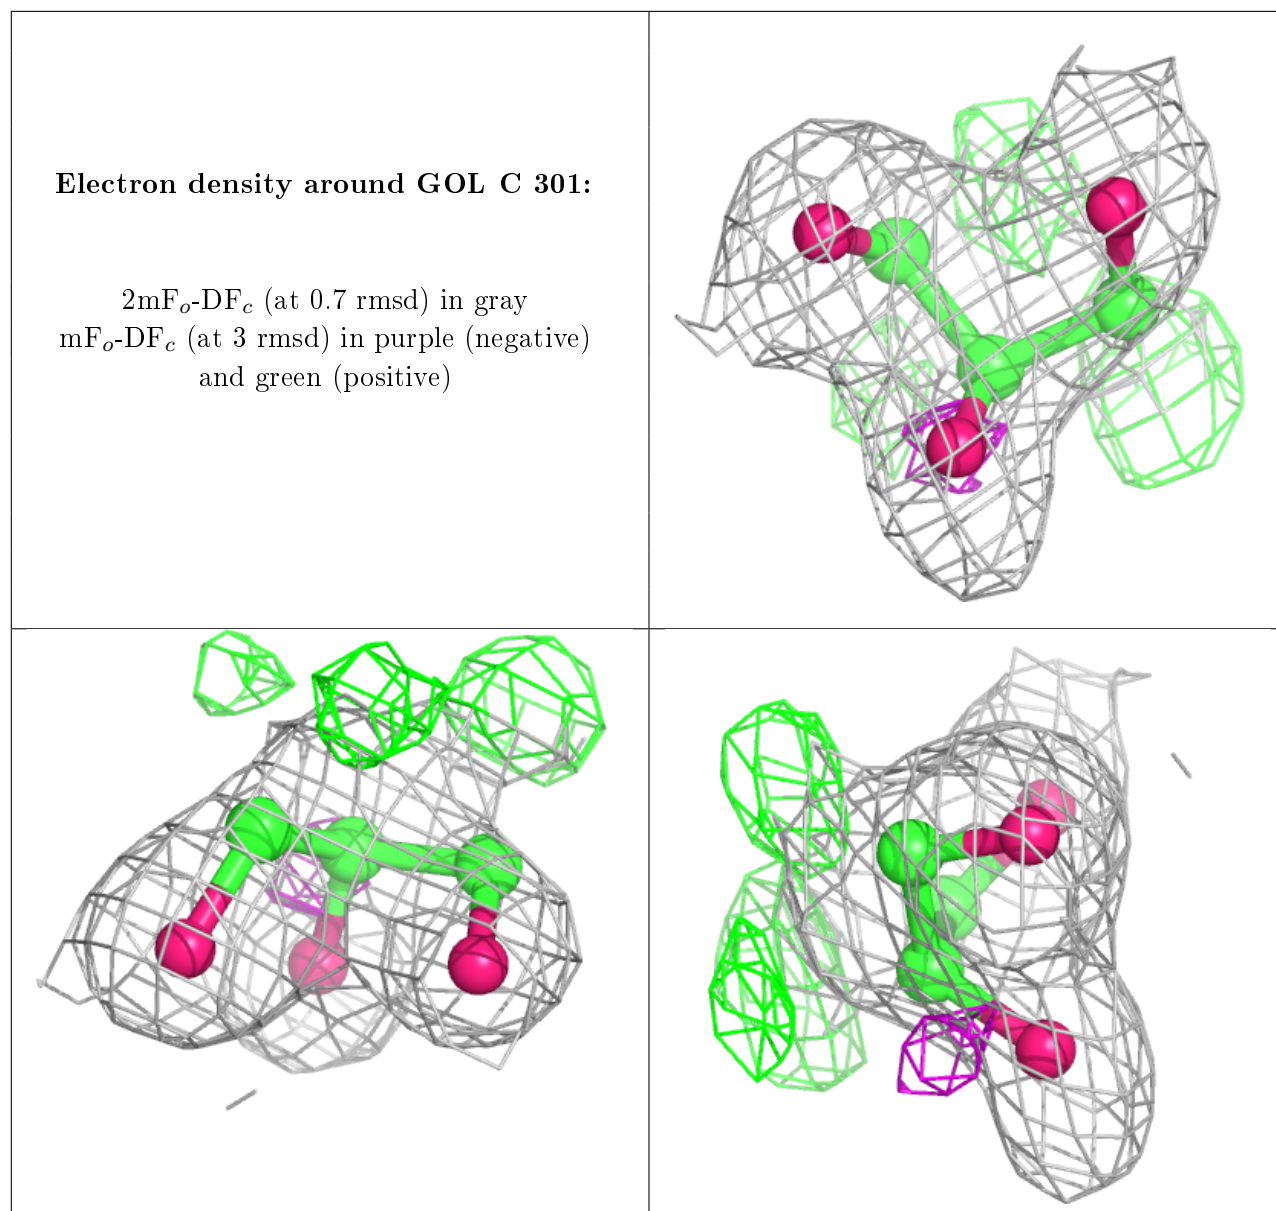 Electron density around GOL C 301:
2mFo-DFc (at 0.7 rmsd) in gray
mFo-DFc (at 3 rmsd) in purple (negative)
and green (positive)